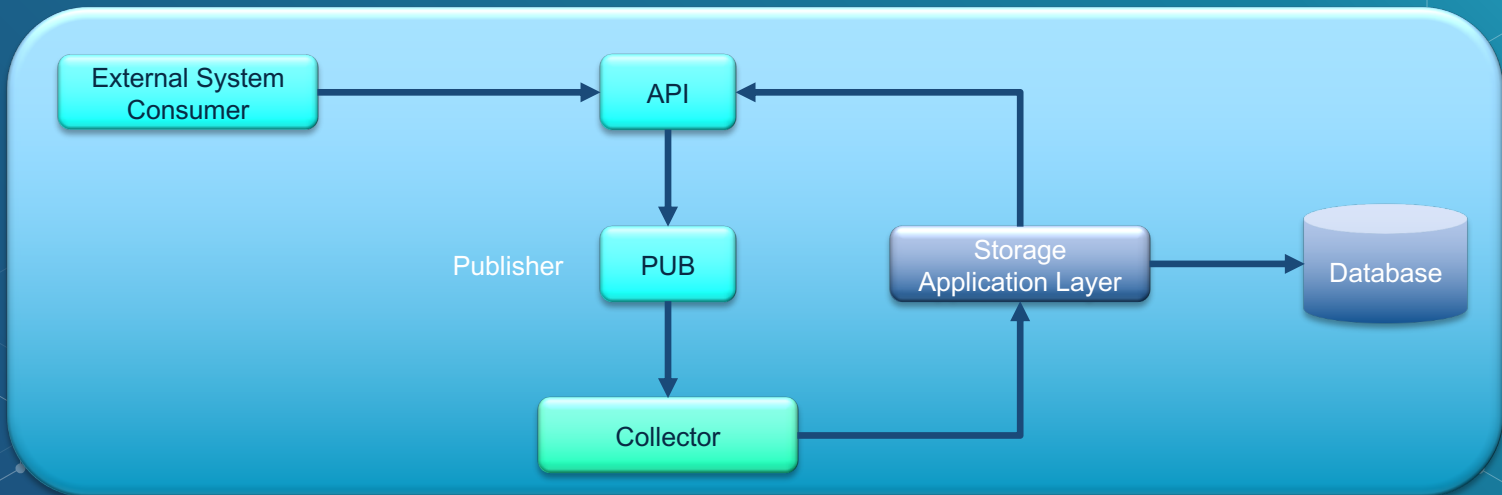 External System
Consumer
API
Publisher
PUB
Storage
Application Layer
Database
Collector